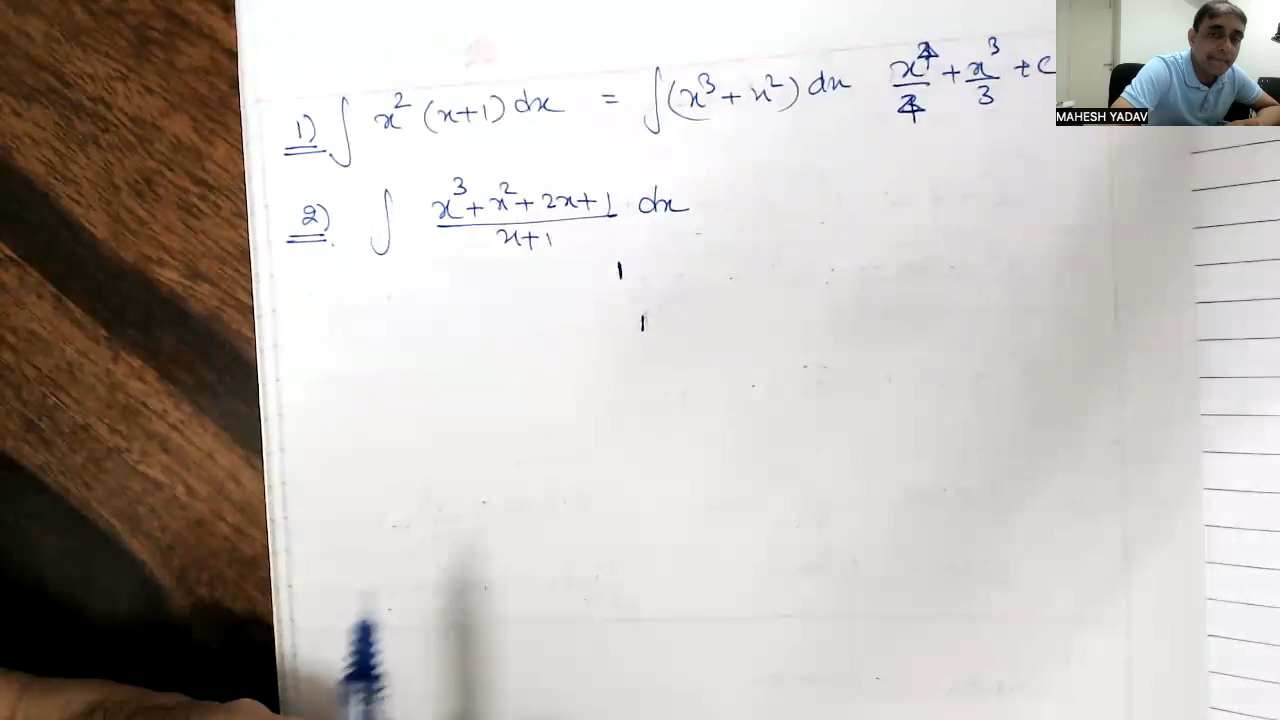 1) ∫ x² (x+1) dx = ∫(x³ + x²) dx x⁴/4 + x³/3 + c
2) ∫ (x³ + x² + 2x + 1)/(x+1) dx
MAHESH YADAV